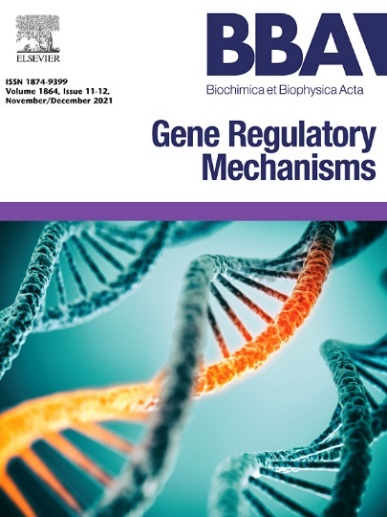 ELSEVIER
ISSN 1874-9399
Volume 1864, Issue 11-12,
November/December 2021
BBA
Biochimica et Biophysica Acta
Gene Regulatory
Mechanisms